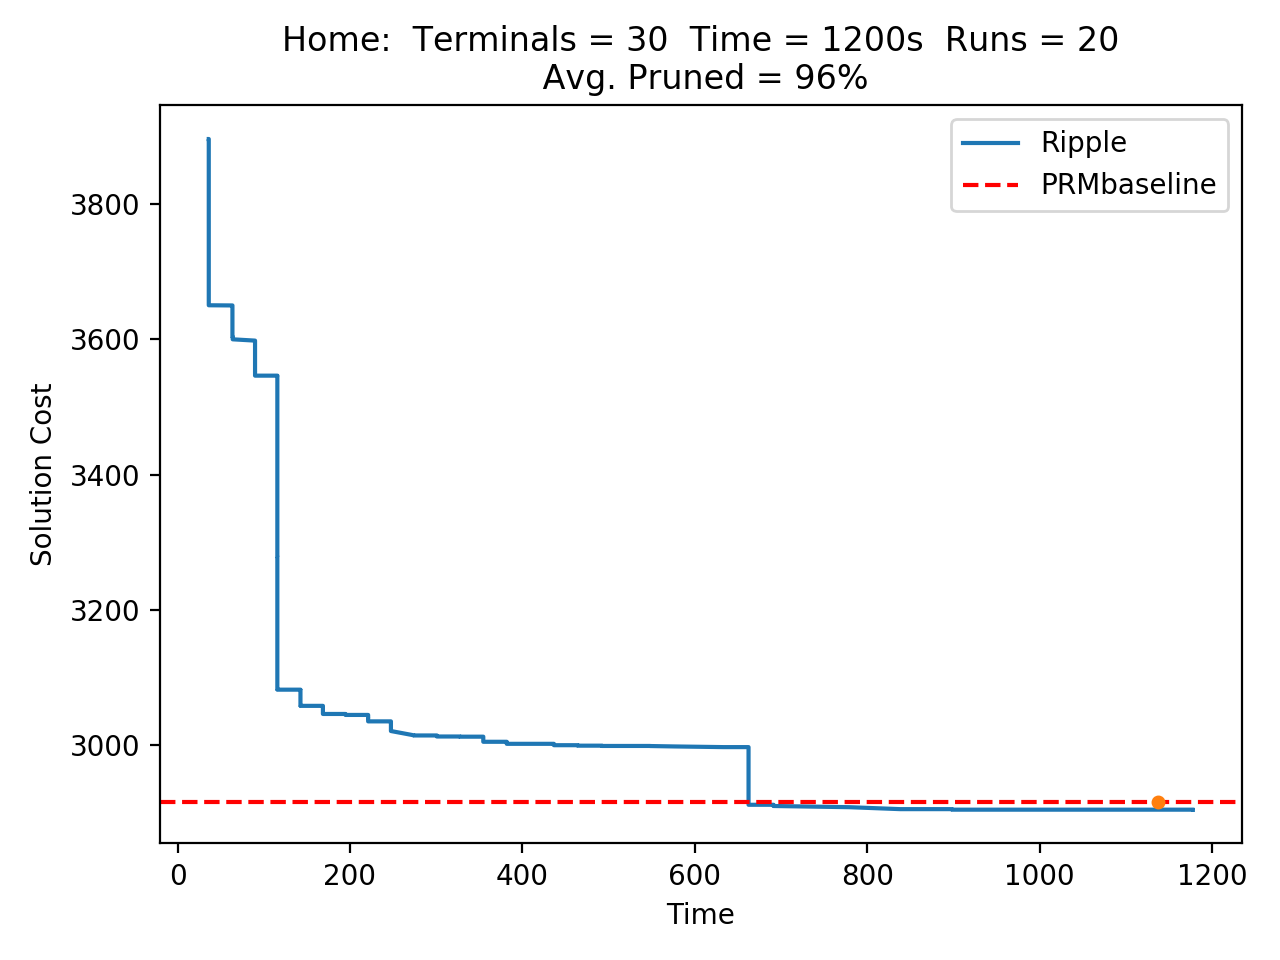 Home:  Terminals = 30  Time = 1200s  Runs = 20
Avg. Pruned = 96%
Ripple
PRMbaseline
Solution Cost
3800
3600
3400
3200
3000
0 200 400 600 800 1000 1200
Time